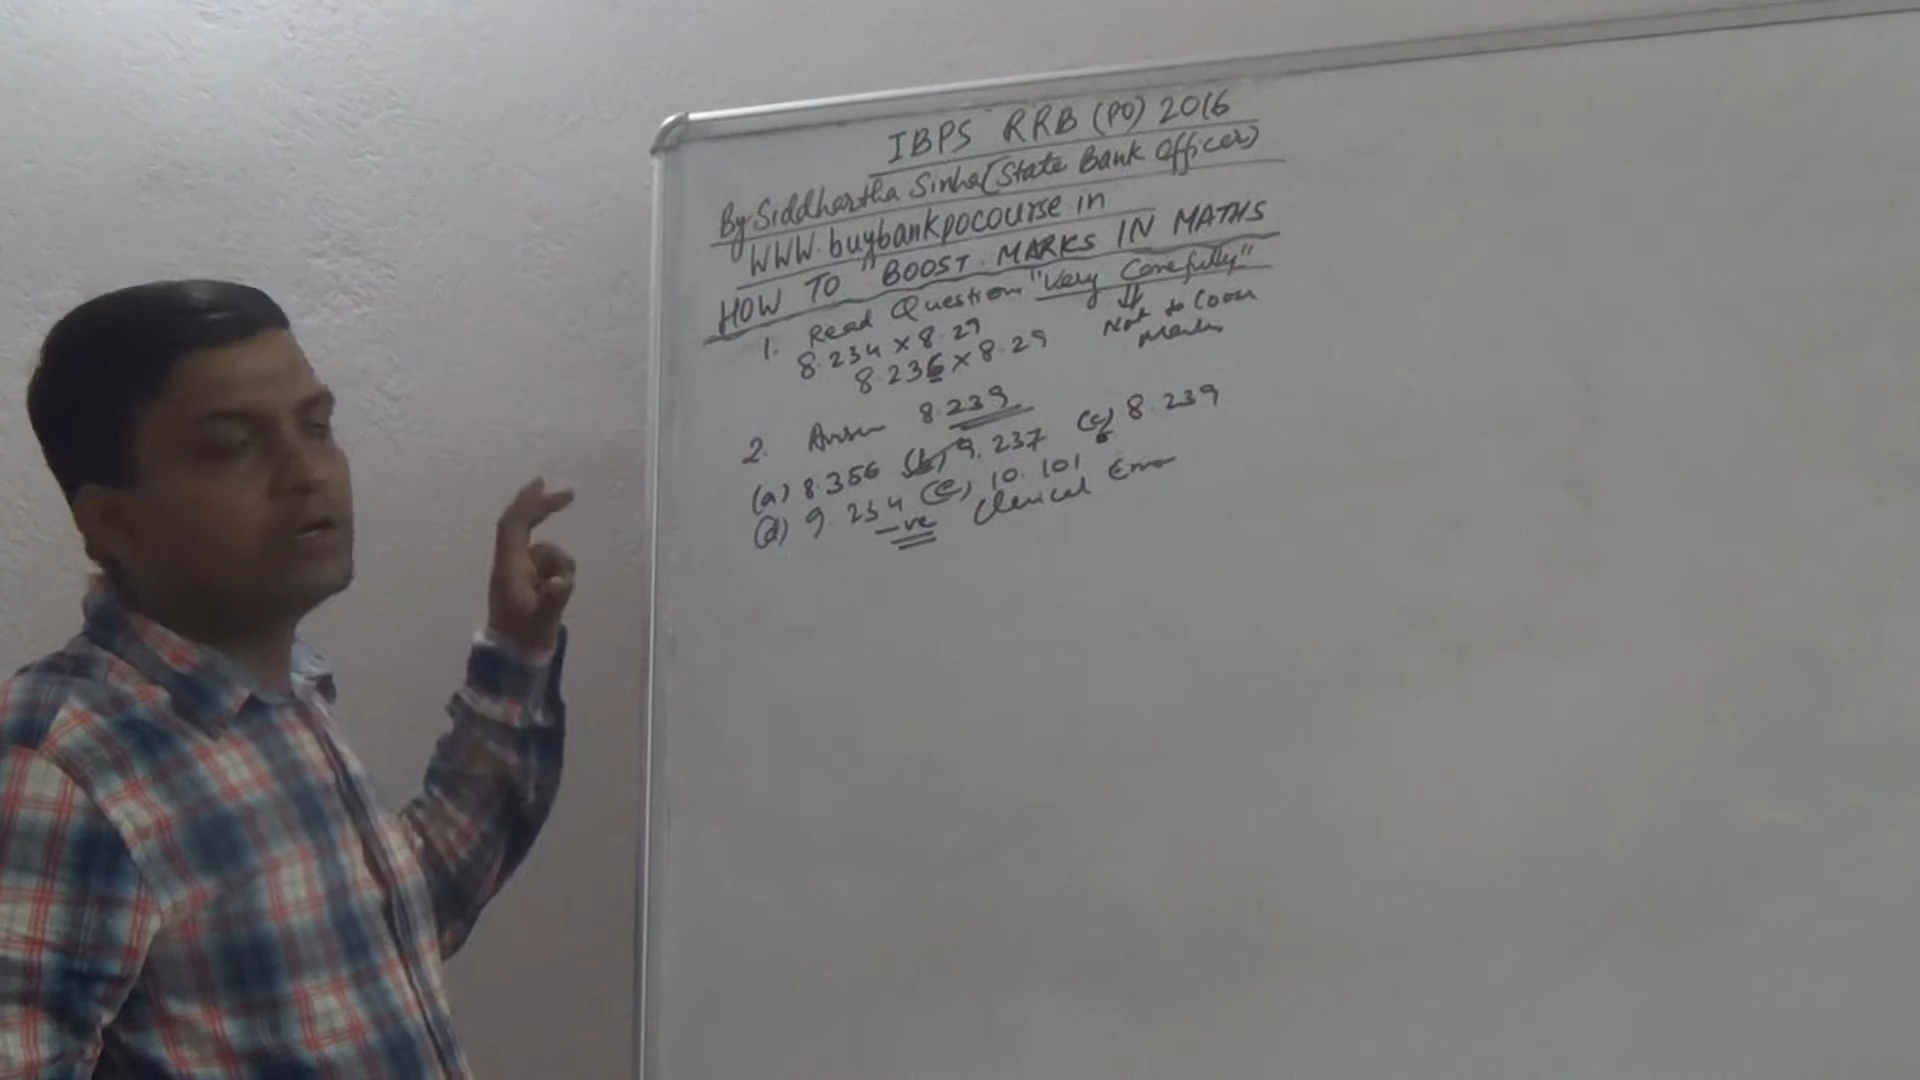 IBPS RRB (PO) 2016
By Siddhartha Sinha (State Bank Officer)
WWW.buybankpocourse in
HOW TO "BOOST MARKS IN MATHS
1. Read Question "Very Carefully"
8.234 x 8.29
Not to Loose
8.236 x 8.29
Marks
2. Answer 8.239
(a) 8.356 (b) 9.237 (c) 8.239
(d) 9.234 (e) 10.101
-ve Clerical Error